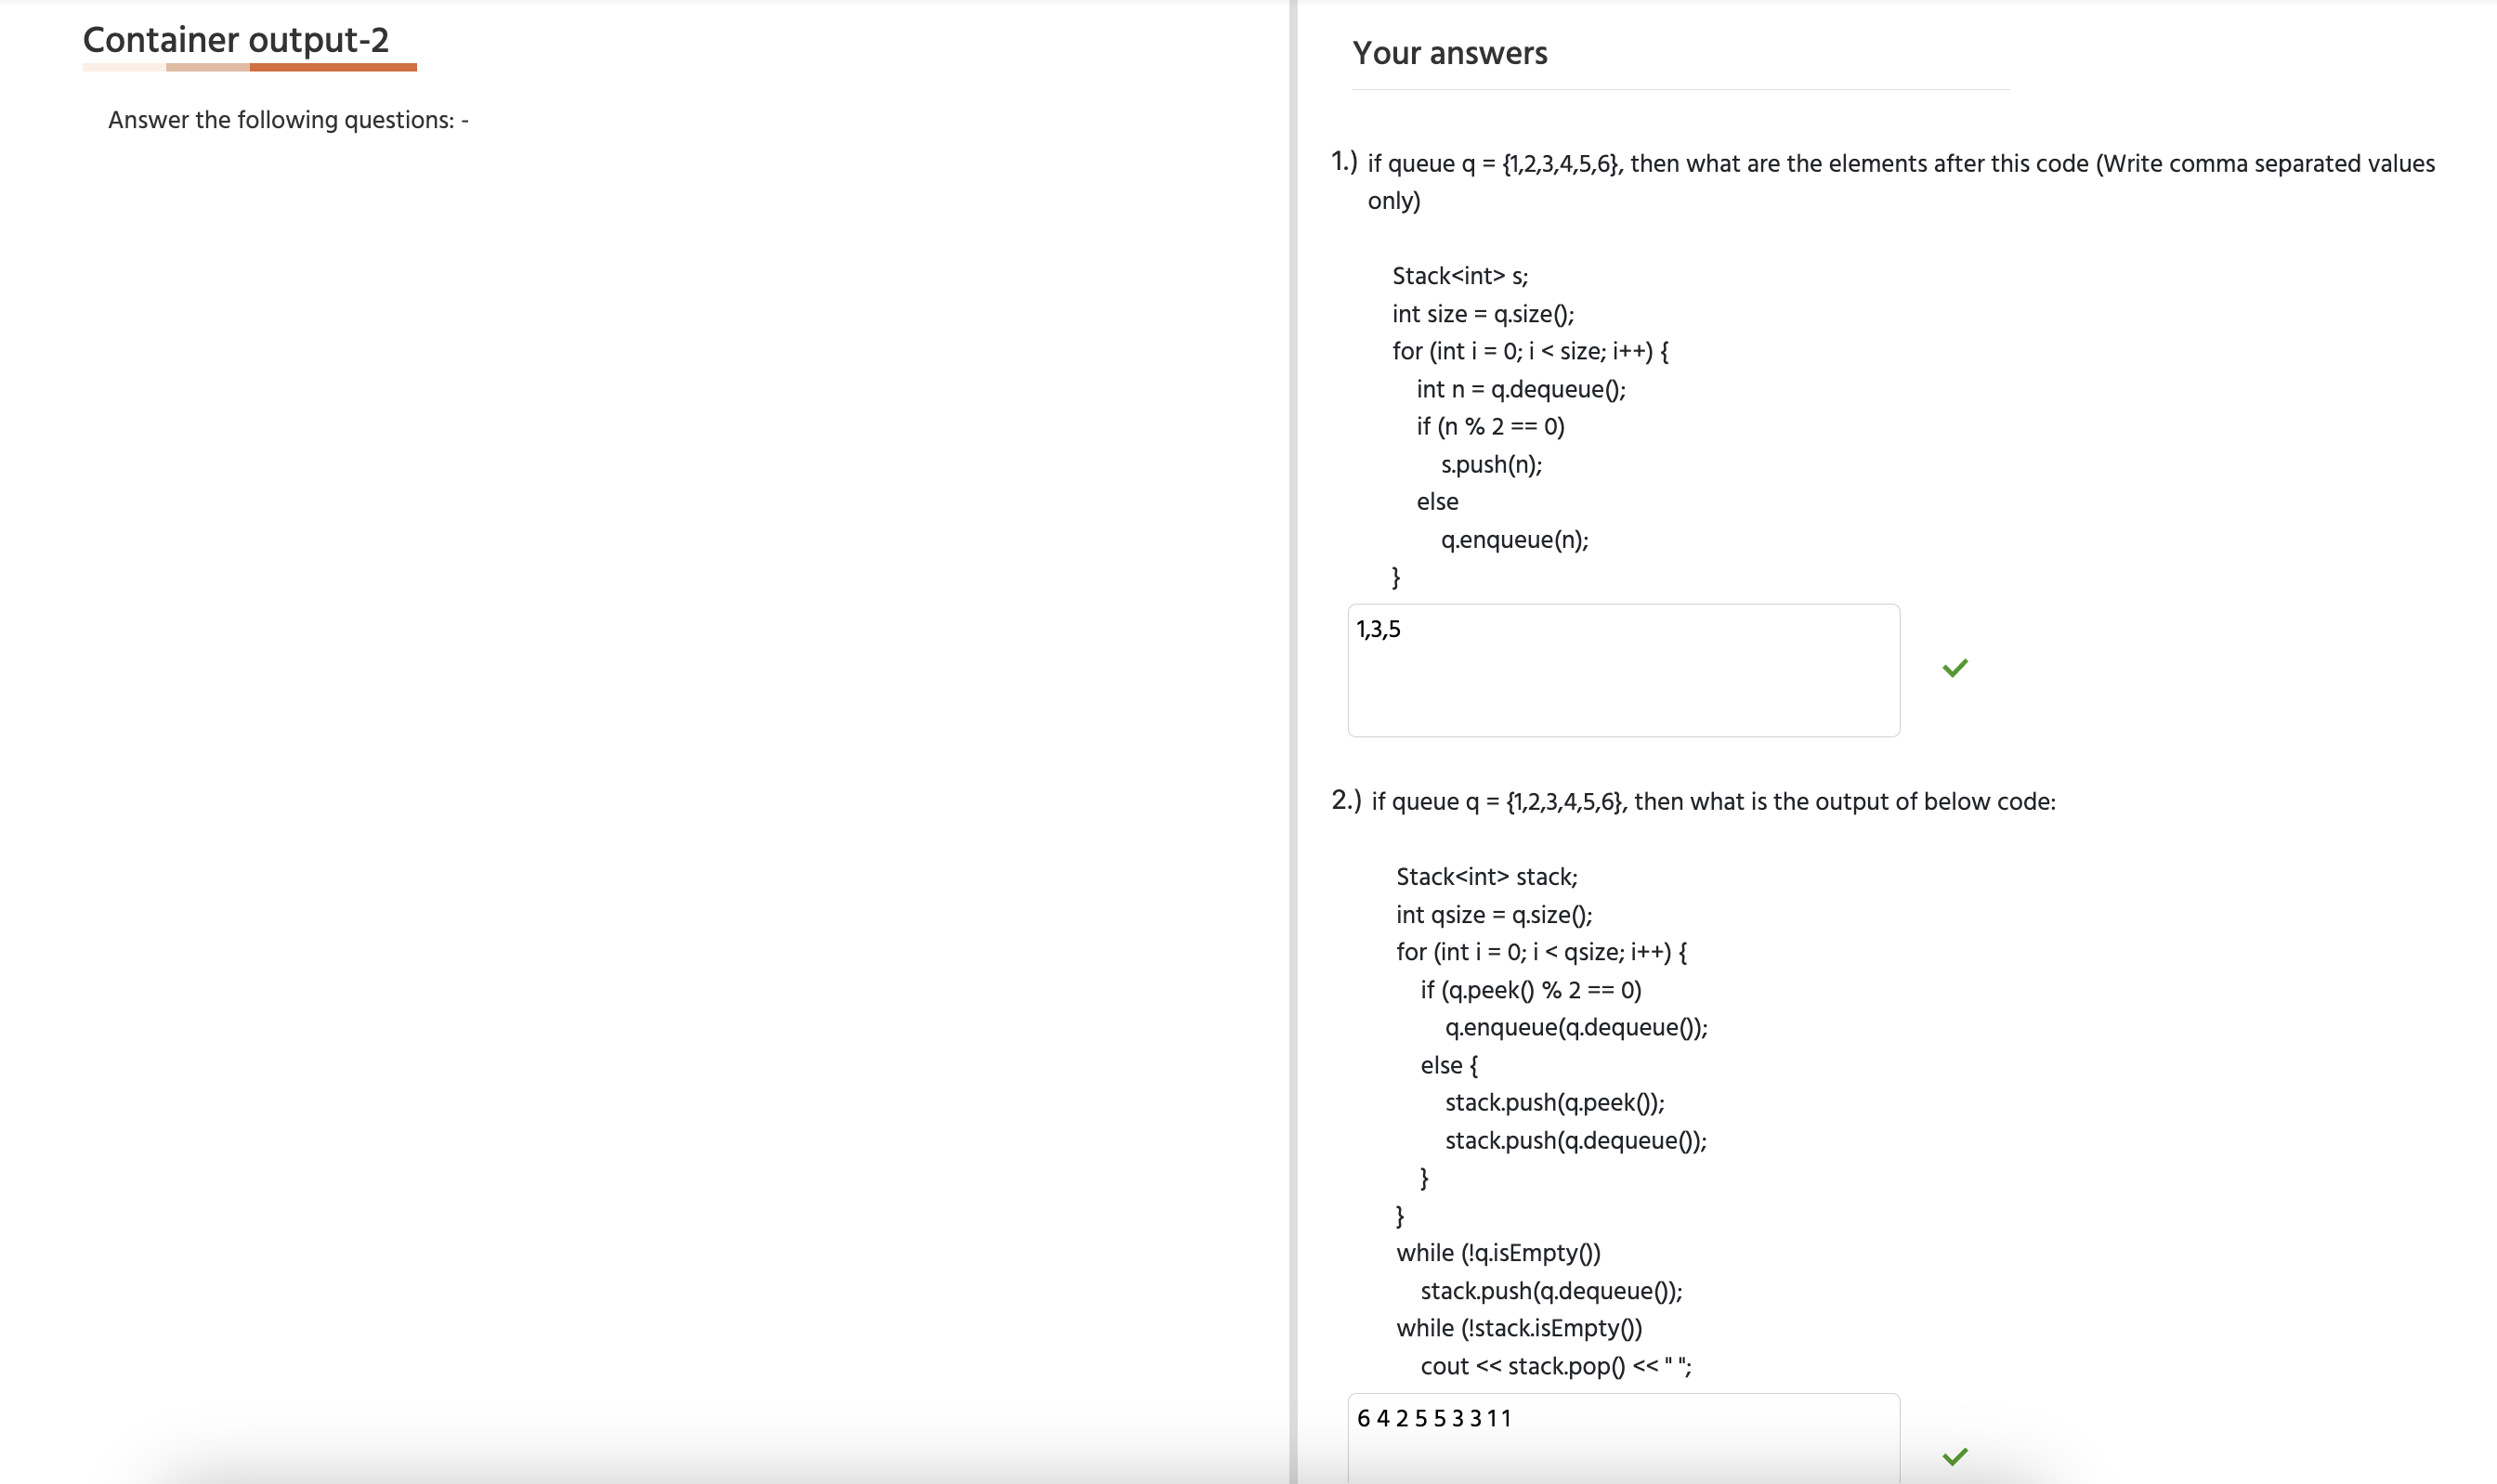 Container output-2
Answer the following questions: -
Your answers
1.) if queue q = {1,2,3,4,5,6}, then what are the elements after this code (Write comma separated values
only)
Stack<int> s;
int size = q.size();
for (int i = 0; i < size; i++) {
int n = q.dequeue();
if (n % 2 == 0)
s.push(n);
else
q.enqueue(n);
}
1,3,5
2.) if queue q = {1,2,3,4,5,6}, then what is the output of below code:
Stack<int> stack;
int qsize = q.size();
for (int i = 0; i < qsize; i++) {
if (q.peek() % 2 == 0)
q.enqueue(q.dequeue());
else {
stack.push(q.peek());
stack.push(q.dequeue());
}
}
while (!q.isEmpty())
stack.push(q.dequeue());
while (!stack.isEmpty())
cout << stack.pop() << " ";
6 4 2 5 5 3 3 1 1